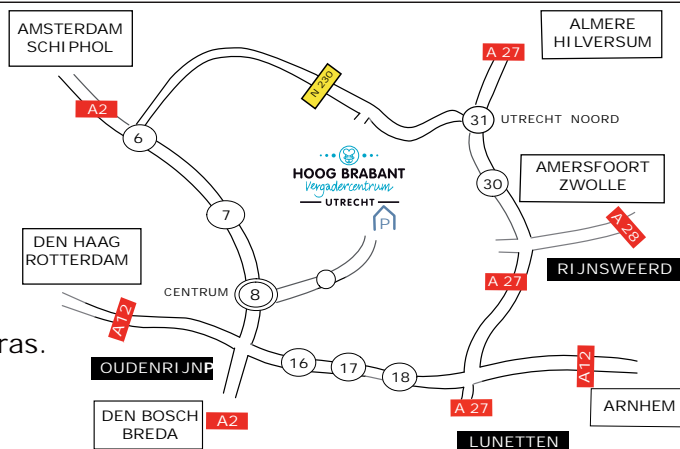 AMSTERDAM
SCHIPHOL
ALMERE
HILVERSUM
A 27
N 230
A2
6
31
UTRECHT NOORD
HOOG BRABANT
Vergadercentrum
UTRECHT
P
30
AMERSFOORT
ZWOLLE
7
A 28
DEN HAAG
ROTTERDAM
RIJNSWEERD
CENTRUM
8
A 27
A12
ras.
OUDENRIJNP
16
17
18
A12
DEN BOSCH
BREDA
A2
A 27
ARNHEM
LUNETTEN